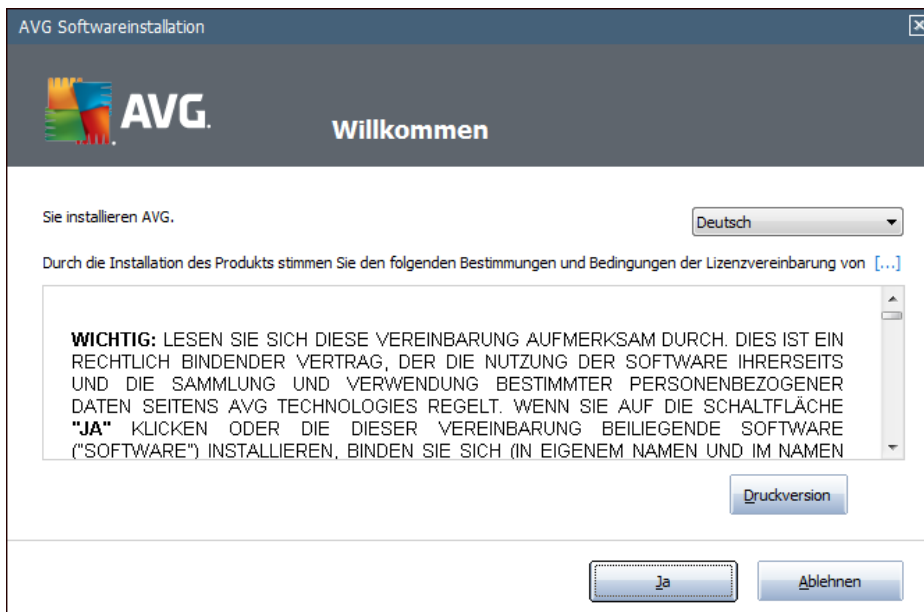 AVG Softwareinstallation
AVG.
Willkommen
Sie installieren AVG.
Deutsch
Durch die Installation des Produkts stimmen Sie den folgenden Bestimmungen und Bedingungen der Lizenzvereinbarung von [...]
WICHTIG: LESEN SIE SICH DIESE VEREINBARUNG AUFMERKSAM DURCH. DIES IST EIN
RECHTLICH BINDENDER VERTRAG, DER DIE NUTZUNG DER SOFTWARE IHRERSEITS
UND DIE SAMMLUNG UND VERWENDUNG BESTIMMTER PERSONENBEZOGENER
DATEN SEITENS AVG TECHNOLOGIES REGELT. WENN SIE AUF DIE SCHALTFLÄCHE
"JA" KLICKEN ODER DIE DIESER VEREINBARUNG BEILIEGENDE SOFTWARE
("SOFTWARE") INSTALLIEREN, BINDEN SIE SICH (IN EIGENEM NAMEN UND IM NAMEN
Druckversion
Ja
Ablehnen